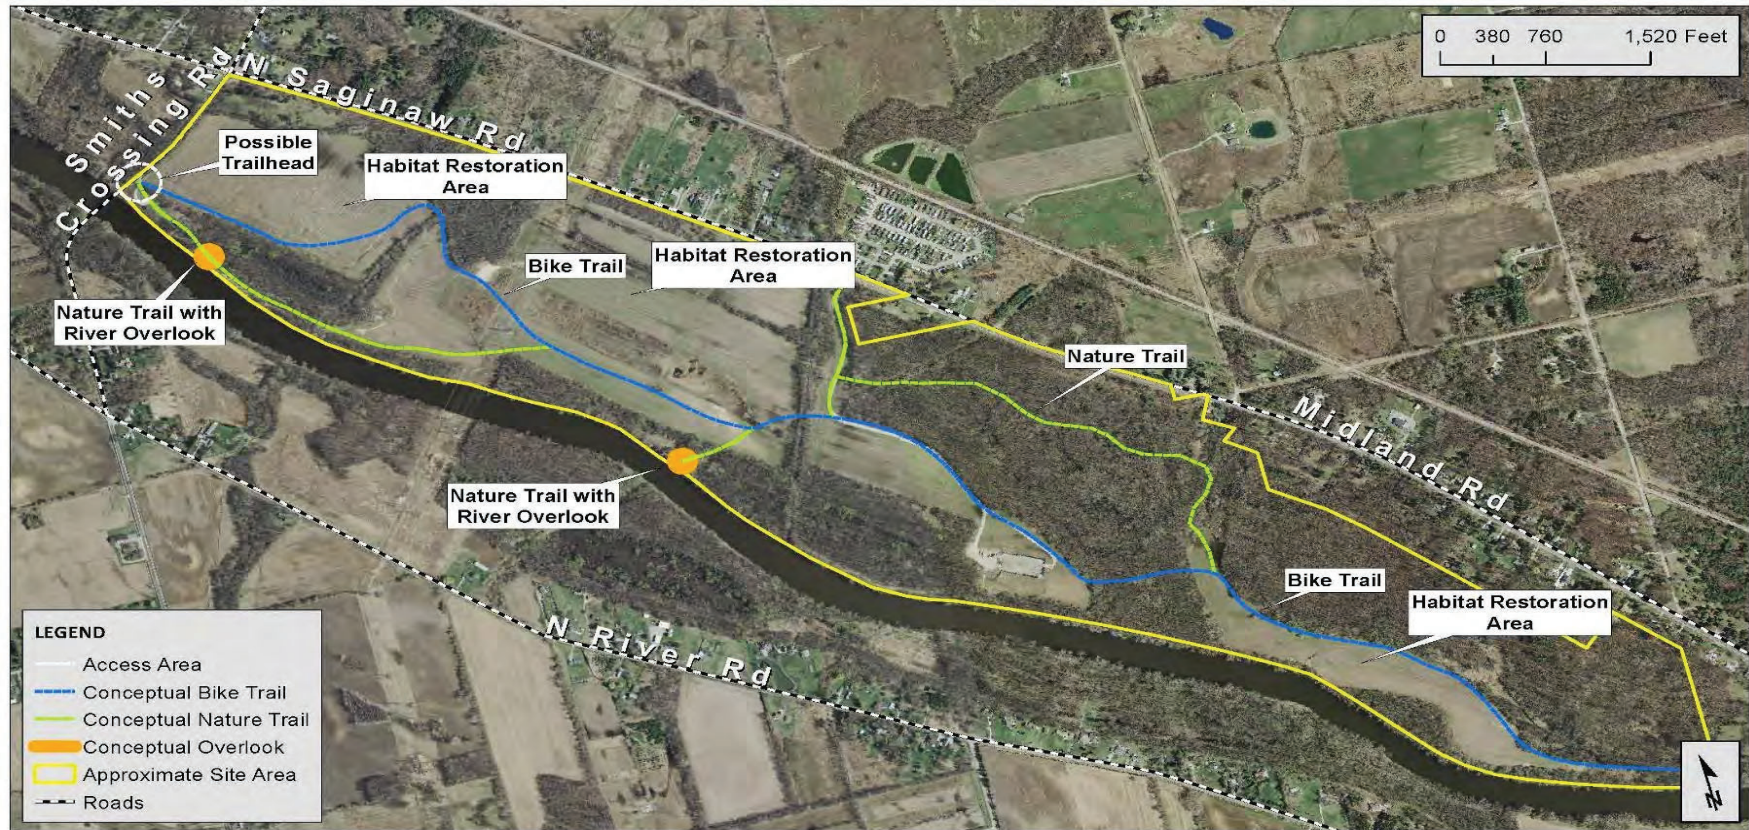 0 380 760 1,520 Feet
Smiths
Crossing Rd
N Saginaw Rd
Possible
Trailhead
Habitat Restoration
Area
Habitat Restoration
Area
Bike Trail
Nature Trail with
River Overlook
Nature Trail
Midland Rd
Nature Trail with
River Overlook
Bike Trail
Habitat Restoration
Area
N River Rd
LEGEND
Access Area
Conceptual Bike Trail
Conceptual Nature Trail
Conceptual Overlook
Approximate Site Area
Roads
N